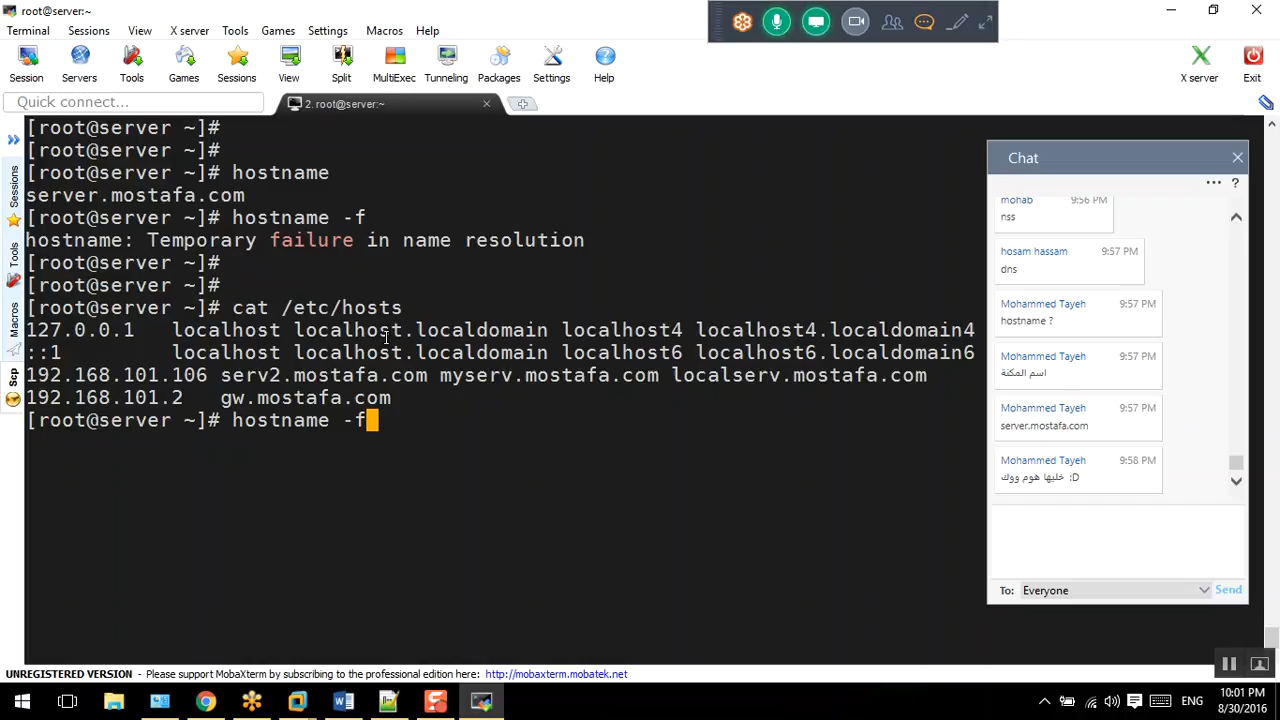 2. root@server:~
Terminal Sessions View X server Tools Games Settings Macros Help
Session Servers Tools Games Sessions View Split MultiExec Tunneling Packages Settings Help X server Exit
Quick connect...
2. root@server:~
Sessions
Tools
Macros
Scp
[root@server ~]#
[root@server ~]#
[root@server ~]# hostname
server.mostafa.com
[root@server ~]# hostname -f
hostname: Temporary failure in name resolution
[root@server ~]#
[root@server ~]#
[root@server ~]# cat /etc/hosts
127.0.0.1 localhost localhost.localdomain localhost4 localhost4.localdomain4
::1 localhost localhost.localdomain localhost6 localhost6.localdomain6
192.168.101.106 serv2.mostafa.com myserv.mostafa.com localserv.mostafa.com
192.168.101.2 gw.mostafa.com
[root@server ~]# hostname -f
Chat
... ?
mohab 9:56 PM
nss
hosam hassam 9:57 PM
dns
Mohammed Tayeh 9:57 PM
hostname ?
Mohammed Tayeh 9:57 PM
اسم المكنة
Mohammed Tayeh 9:57 PM
server.mostafa.com
Mohammed Tayeh 9:58 PM
خليها هوم وورك ;D
To: Everyone Send
UNREGISTERED VERSION - Please support MobaXterm by subscribing to the professional edition here: http://mobaxterm.mobatek.net
ENG
10:01 PM
8/30/2016